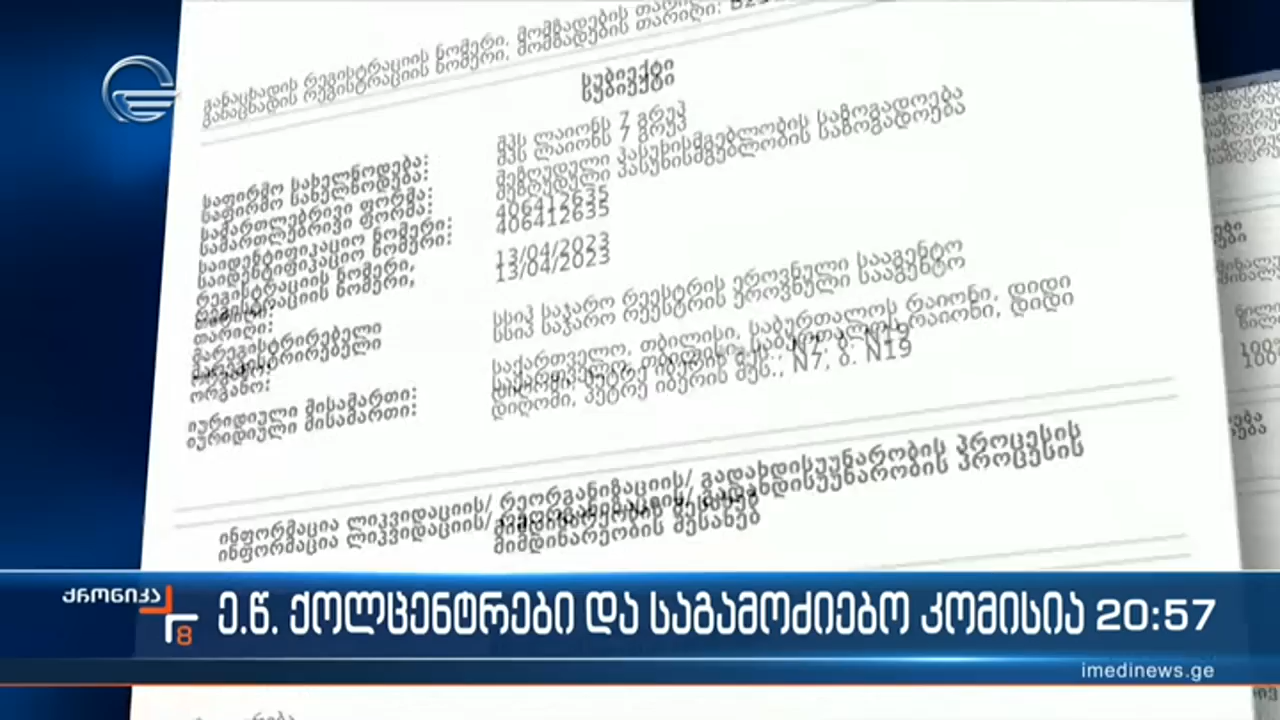 განაცხადის რეგისტრაციის ნომერი, მომზადების თარიღი:
სუბიექტი
საფირმო სახელწოდება: შპს ლაიონს 7 გრუპ
სამართლებრივი ფორმა: შეზღუდული პასუხისმგებლობის საზოგადოება
საიდენტიფიკაციო ნომერი: 406412635
რეგისტრაციის ნომერი, თარიღი: 13/04/2023
მარეგისტრირებელი ორგანო: სსიპ საჯარო რეესტრის ეროვნული სააგენტო
იურიდიული მისამართი: საქართველო, თბილისი, საბურთალოს რაიონი, დიდი
დიღომი, პეტრე იბერის შეს., N7, ბ. N19
ინფორმაცია ლიკვიდაციის/ რეორგანიზაციის/ გადახდისუუნარობის პროცესის
მიმდინარეობის შესახებ
ქრონიკა
8
ე.წ. ქოლცენტრები და საგამოძიებო კომისია 20:57
imedinews.ge